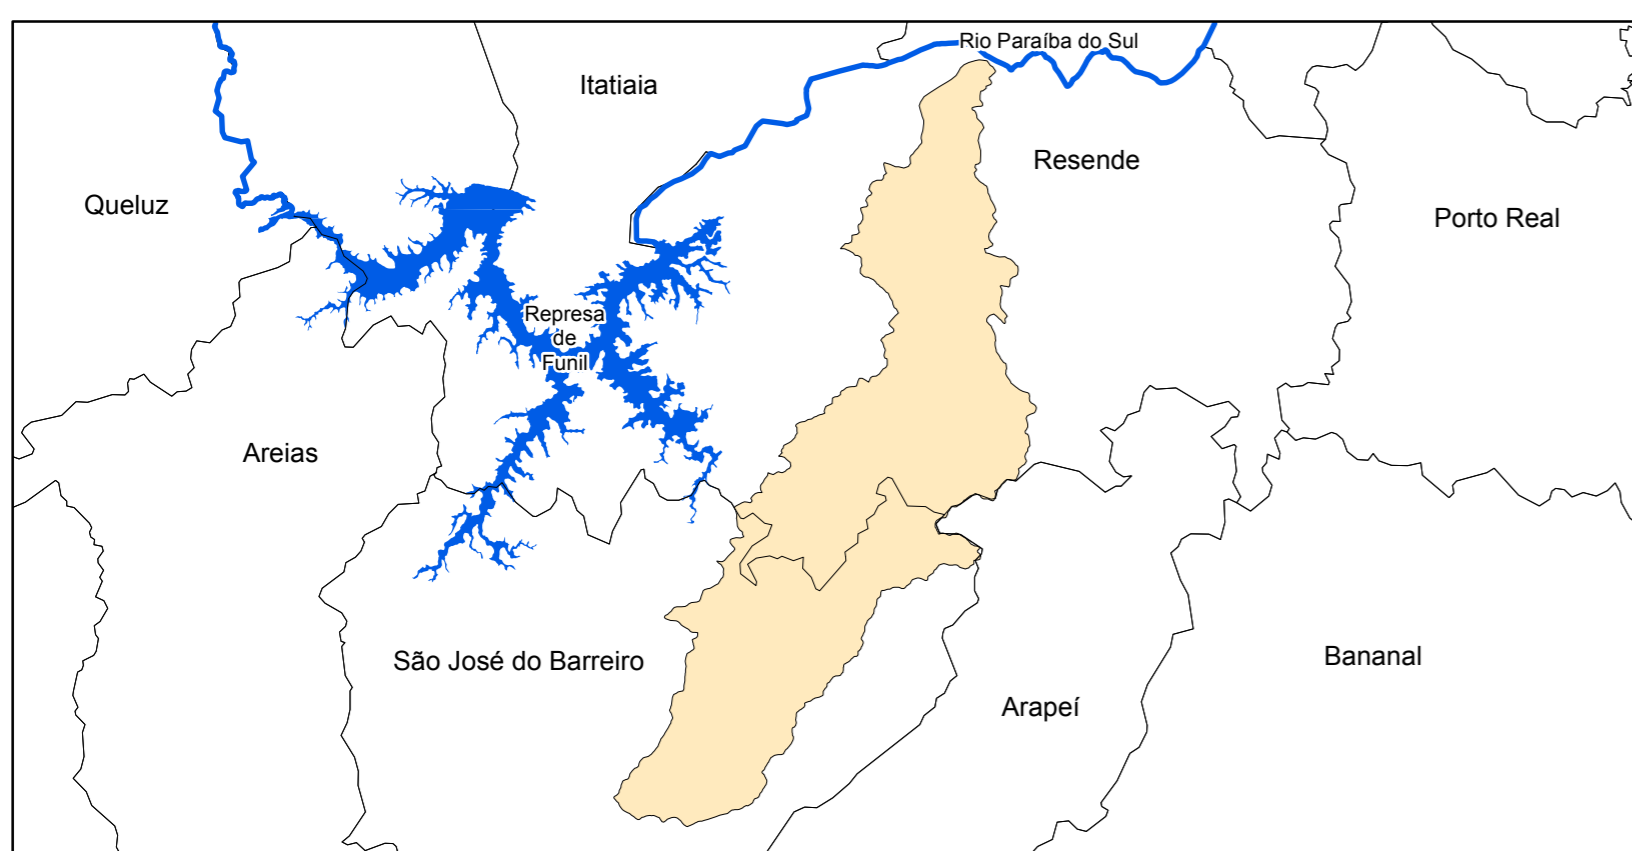 Rio Paraíba do Sul
Itatiaia
Resende
Queluz
Porto Real
Represa
de
Funil
Areias
São José do Barreiro
Bananal
Arapeí